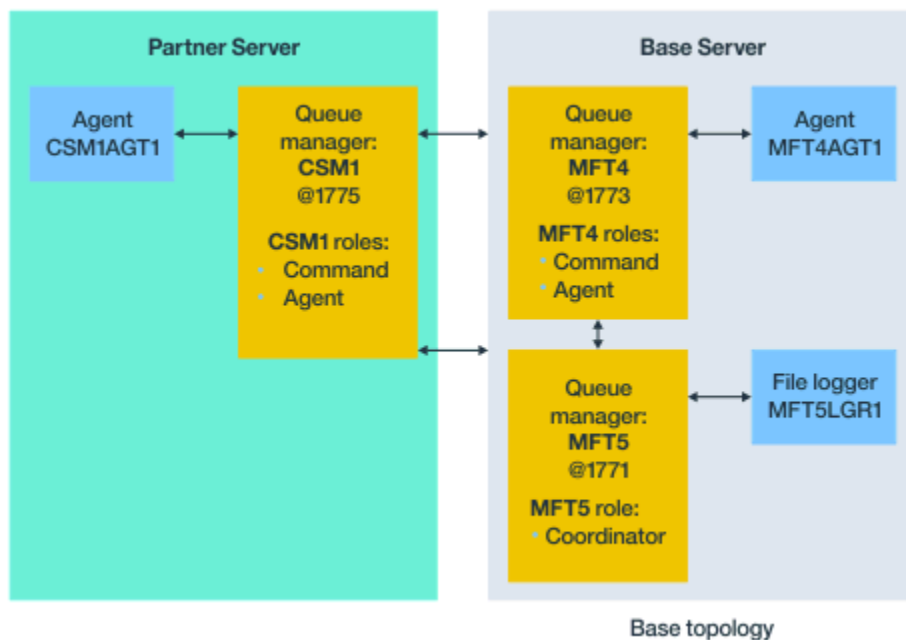 Partner Server
Agent
CSM1AGT1
Queue
manager:
CSM1
@1775
CSM1 roles:
• Command
• Agent
Base Server
Queue
manager:
MFT4
@1773
MFT4 roles:
• Command
• Agent
Agent
MFT4AGT1
Queue
manager:
MFT5
@1771
MFT5 role:
• Coordinator
File logger
MFT5LGR1
Base topology